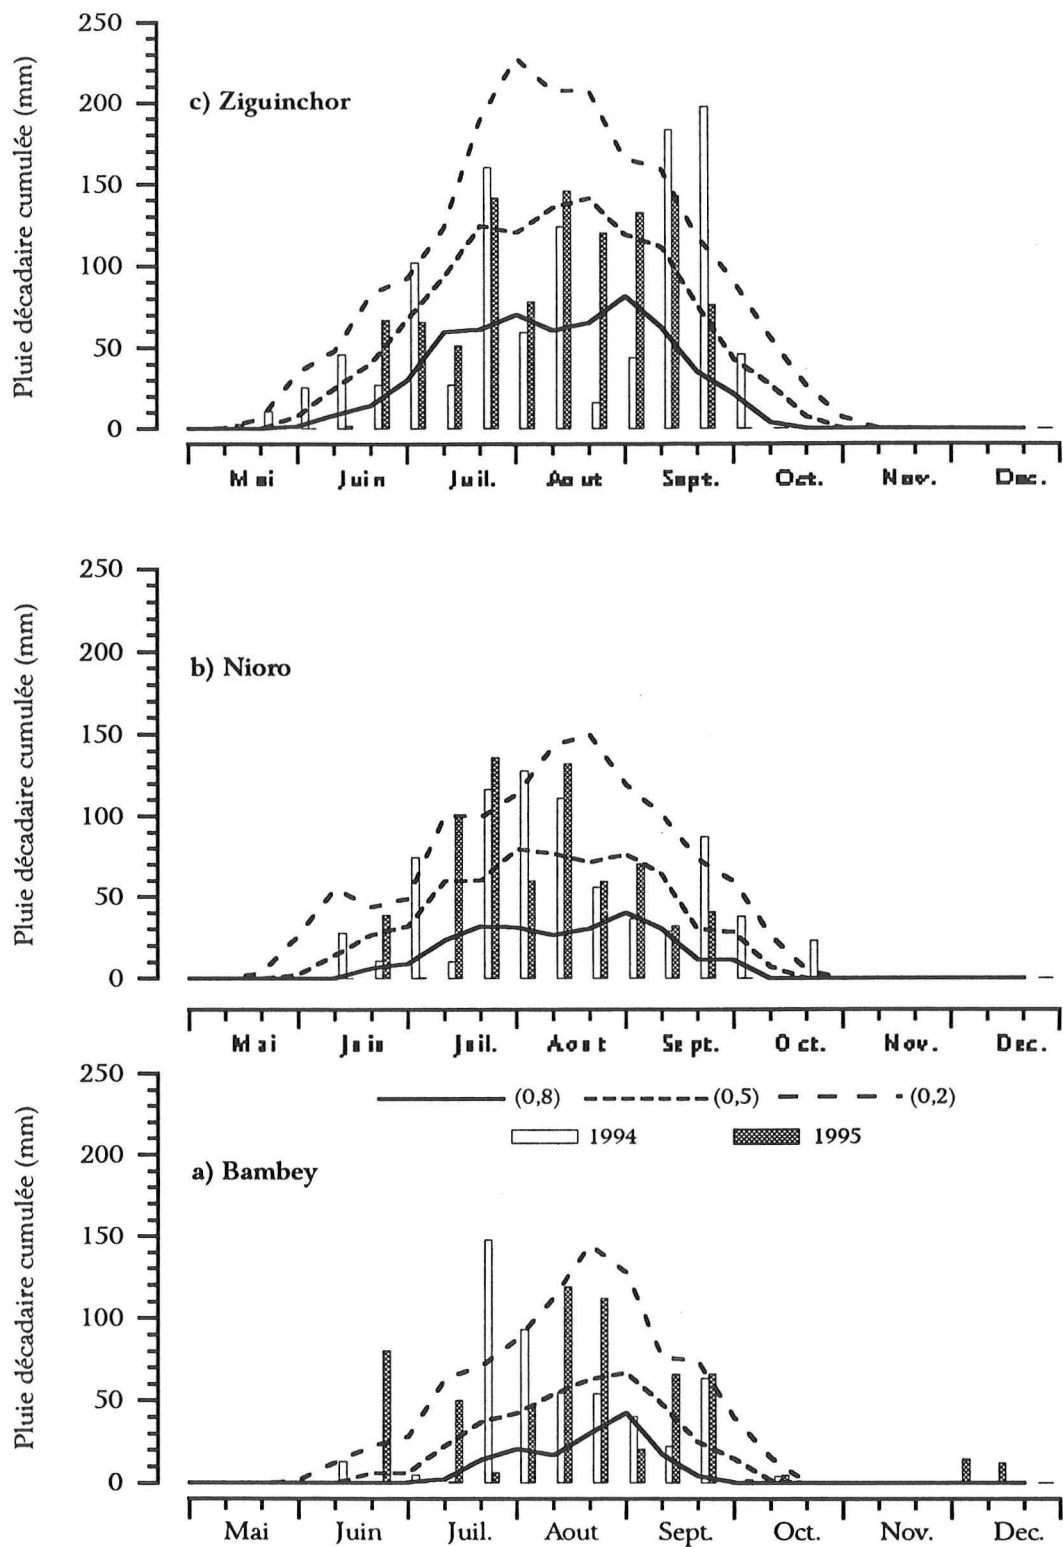 Pluie décadaire cumulée (mm)
250
200
150
100
50
0
c) Ziguinchor
Mai Juin Juil. Aout Sept. Oct. Nov. Dec.
Pluie décadaire cumulée (mm)
250
200
150
100
50
0
b) Nioro
Mai Juin Juil. Aout Sept. Oct. Nov. Dec.
Pluie décadaire cumulée (mm)
250
200
150
100
50
0
(0,8) (0,5) (0,2)
1994 1995
a) Bambey
Mai Juin Juil. Aout Sept. Oct. Nov. Dec.